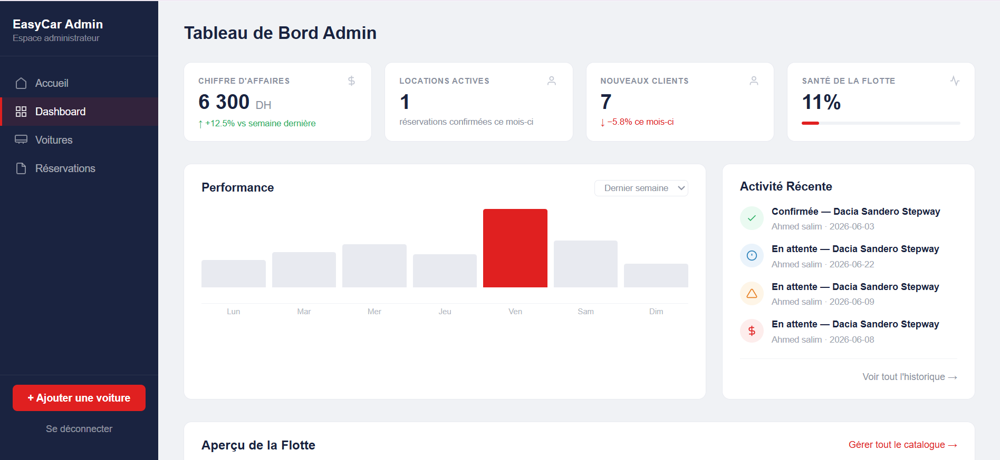 EasyCar Admin
Espace administrateur
Accueil
Dashboard
Voitures
Réservations
+ Ajouter une voiture
Se déconnecter
Tableau de Bord Admin
CHIFFRE D'AFFAIRES
$
6 300 DH
↑ +12.5% vs semaine dernière
LOCATIONS ACTIVES
1
réservations confirmées ce mois-ci
NOUVEAUX CLIENTS
7
↓ −5.8% ce mois-ci
SANTÉ DE LA FLOTTE
11%
Performance
Dernier semaine
Lun Mar Mer Jeu Ven Sam Dim
Activité Récente
Confirmée — Dacia Sandero Stepway
Ahmed salim · 2026-06-03
En attente — Dacia Sandero Stepway
Ahmed salim · 2026-06-22
En attente — Dacia Sandero Stepway
Ahmed salim · 2026-06-09
$
En attente — Dacia Sandero Stepway
Ahmed salim · 2026-06-08
Voir tout l'historique →
Aperçu de la Flotte
Gérer tout le catalogue →